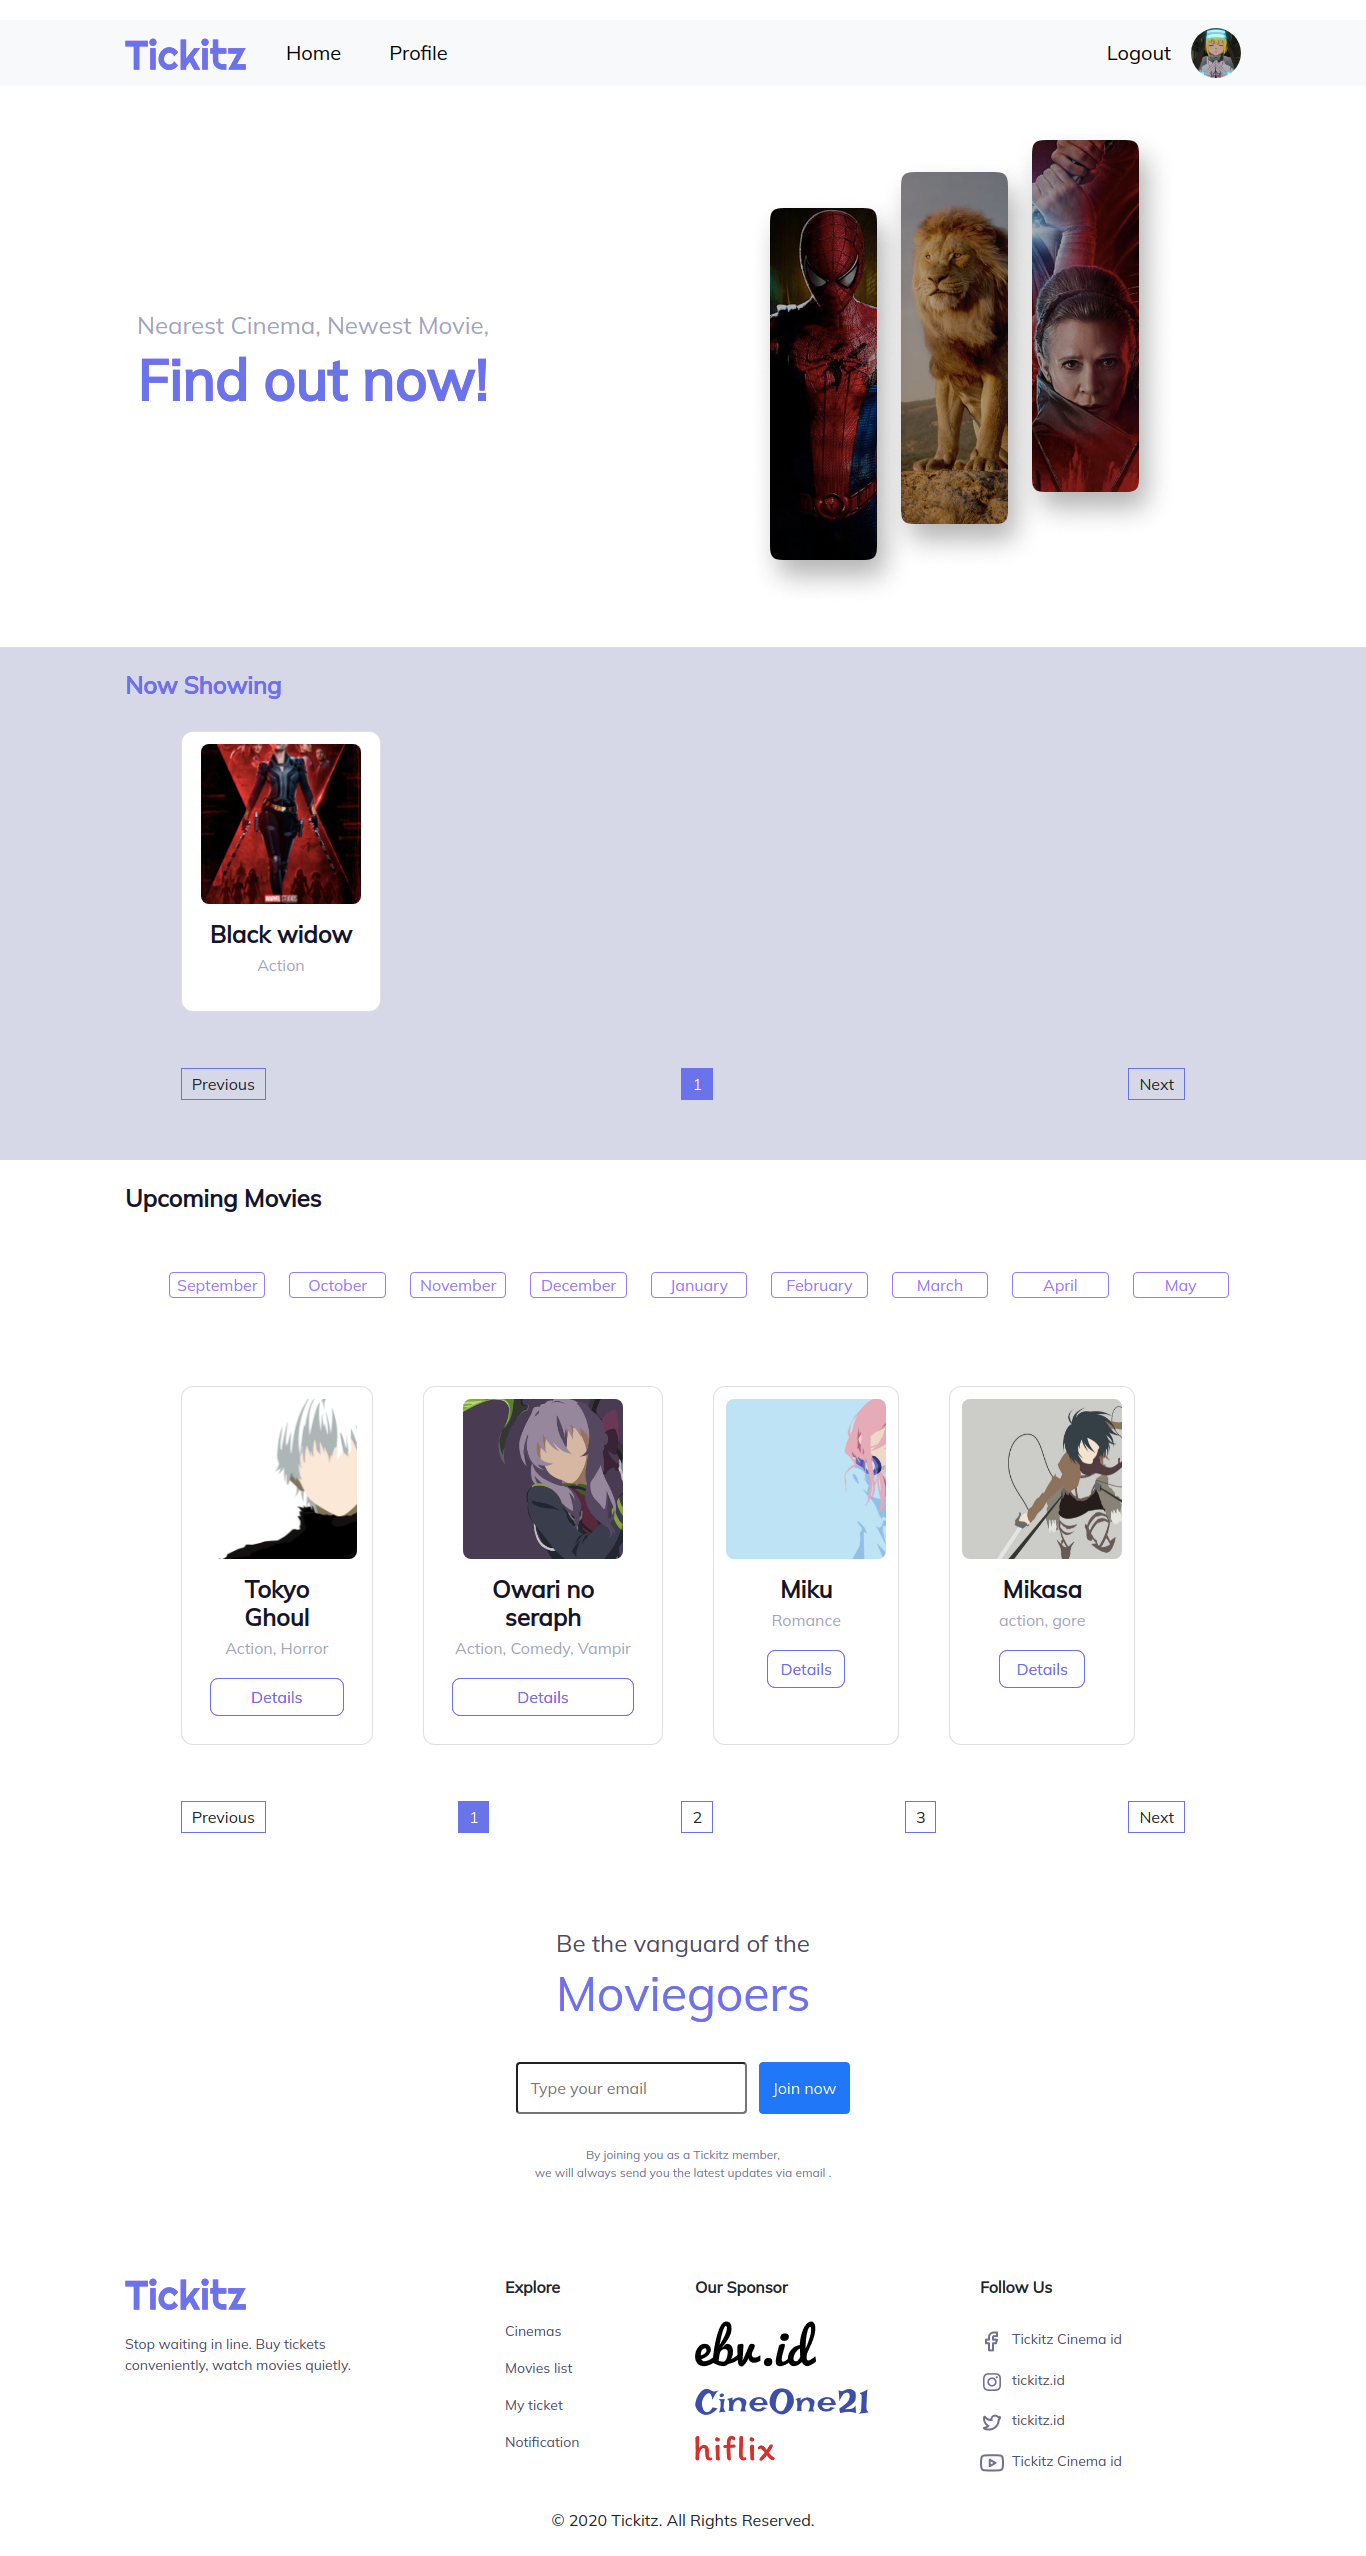 Tickitz
Home
Profile
Logout
Nearest Cinema, Newest Movie,
Find out now!
Now Showing
Black widow
Action
Previous
1
Next
Upcoming Movies
September
October
November
December
January
February
March
April
May
Tokyo
Ghoul
Action, Horror
Details
Owari no
seraph
Action, Comedy, Vampir
Details
Miku
Romance
Details
Mikasa
action, gore
Details
Previous
1
2
3
Next
Be the vanguard of the
Moviegoers
Type your email
Join now
By joining you as a Tickitz member,
we will always send you the latest updates via email .
Tickitz
Stop waiting in line. Buy tickets
conveniently, watch movies quietly.
Explore
Cinemas
Movies list
My ticket
Notification
Our Sponsor
ebv.id
CineOne21
hiflix
Follow Us
Tickitz Cinema id
tickitz.id
tickitz.id
Tickitz Cinema id
© 2020 Tickitz. All Rights Reserved.